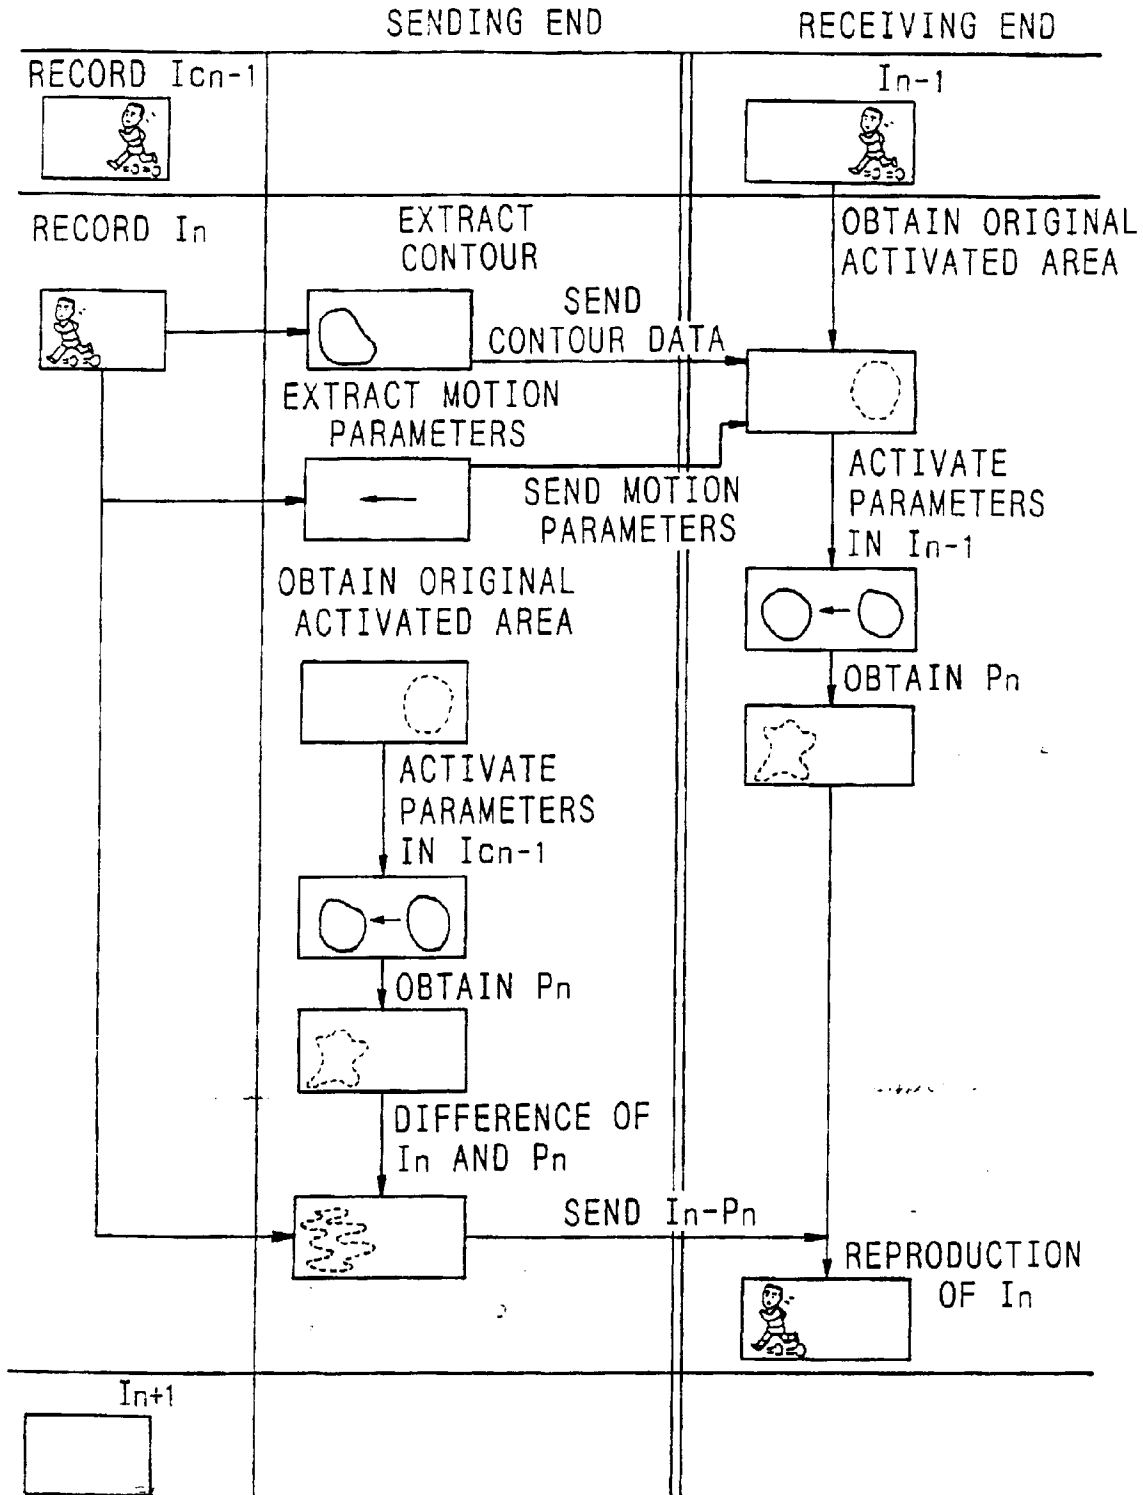 SENDING END
RECEIVING END
RECORD Icn-1
In-1
RECORD In
EXTRACT
CONTOUR
OBTAIN ORIGINAL
ACTIVATED AREA
SEND
CONTOUR DATA
EXTRACT MOTION
PARAMETERS
SEND MOTION
PARAMETERS
ACTIVATE
PARAMETERS
IN In-1
OBTAIN ORIGINAL
ACTIVATED AREA
OBTAIN Pn
ACTIVATE
PARAMETERS
IN Icn-1
OBTAIN Pn
DIFFERENCE OF
In AND Pn
SEND In-Pn
REPRODUCTION
OF In
In+1